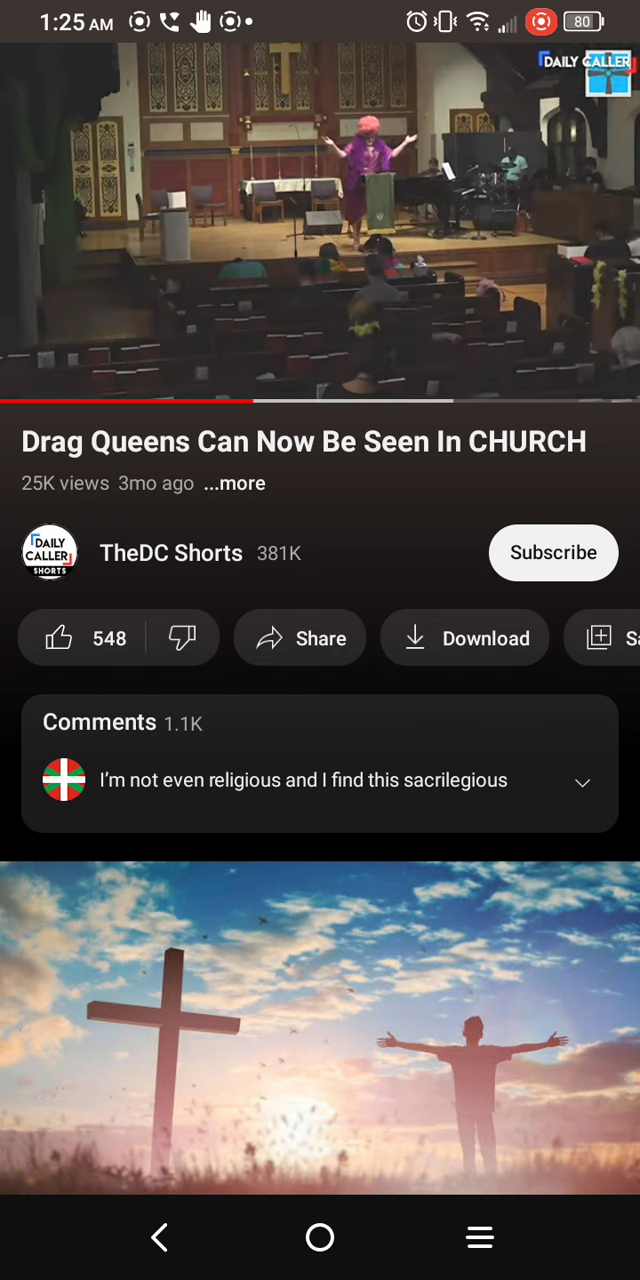 1:25 AM
80
DAILY CALLER
Drag Queens Can Now Be Seen In CHURCH
25K views 3mo ago ...more
DAILY
CALLER
SHORTS
TheDC Shorts 381K
Subscribe
548
Share
Download
Sa
Comments 1.1K
I’m not even religious and I find this sacrilegious